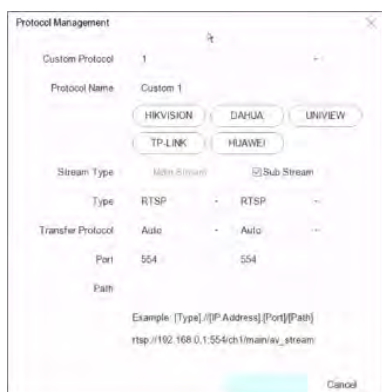 Protocol Management
Custom Protocol 1
Protocol Name Custom 1
HIKVISION DAHUA UNIVIEW
TP-LINK HUAWEI
Stream Type Main Stream Sub Stream
Type RTSP RTSP
Transfer Protocol Auto Auto
Port 554 554
Path
Example: [Type]://[IP Address]:[Port]/[Path]
rtsp://192.168.0.1:554/ch1/main/av_stream
Cancel